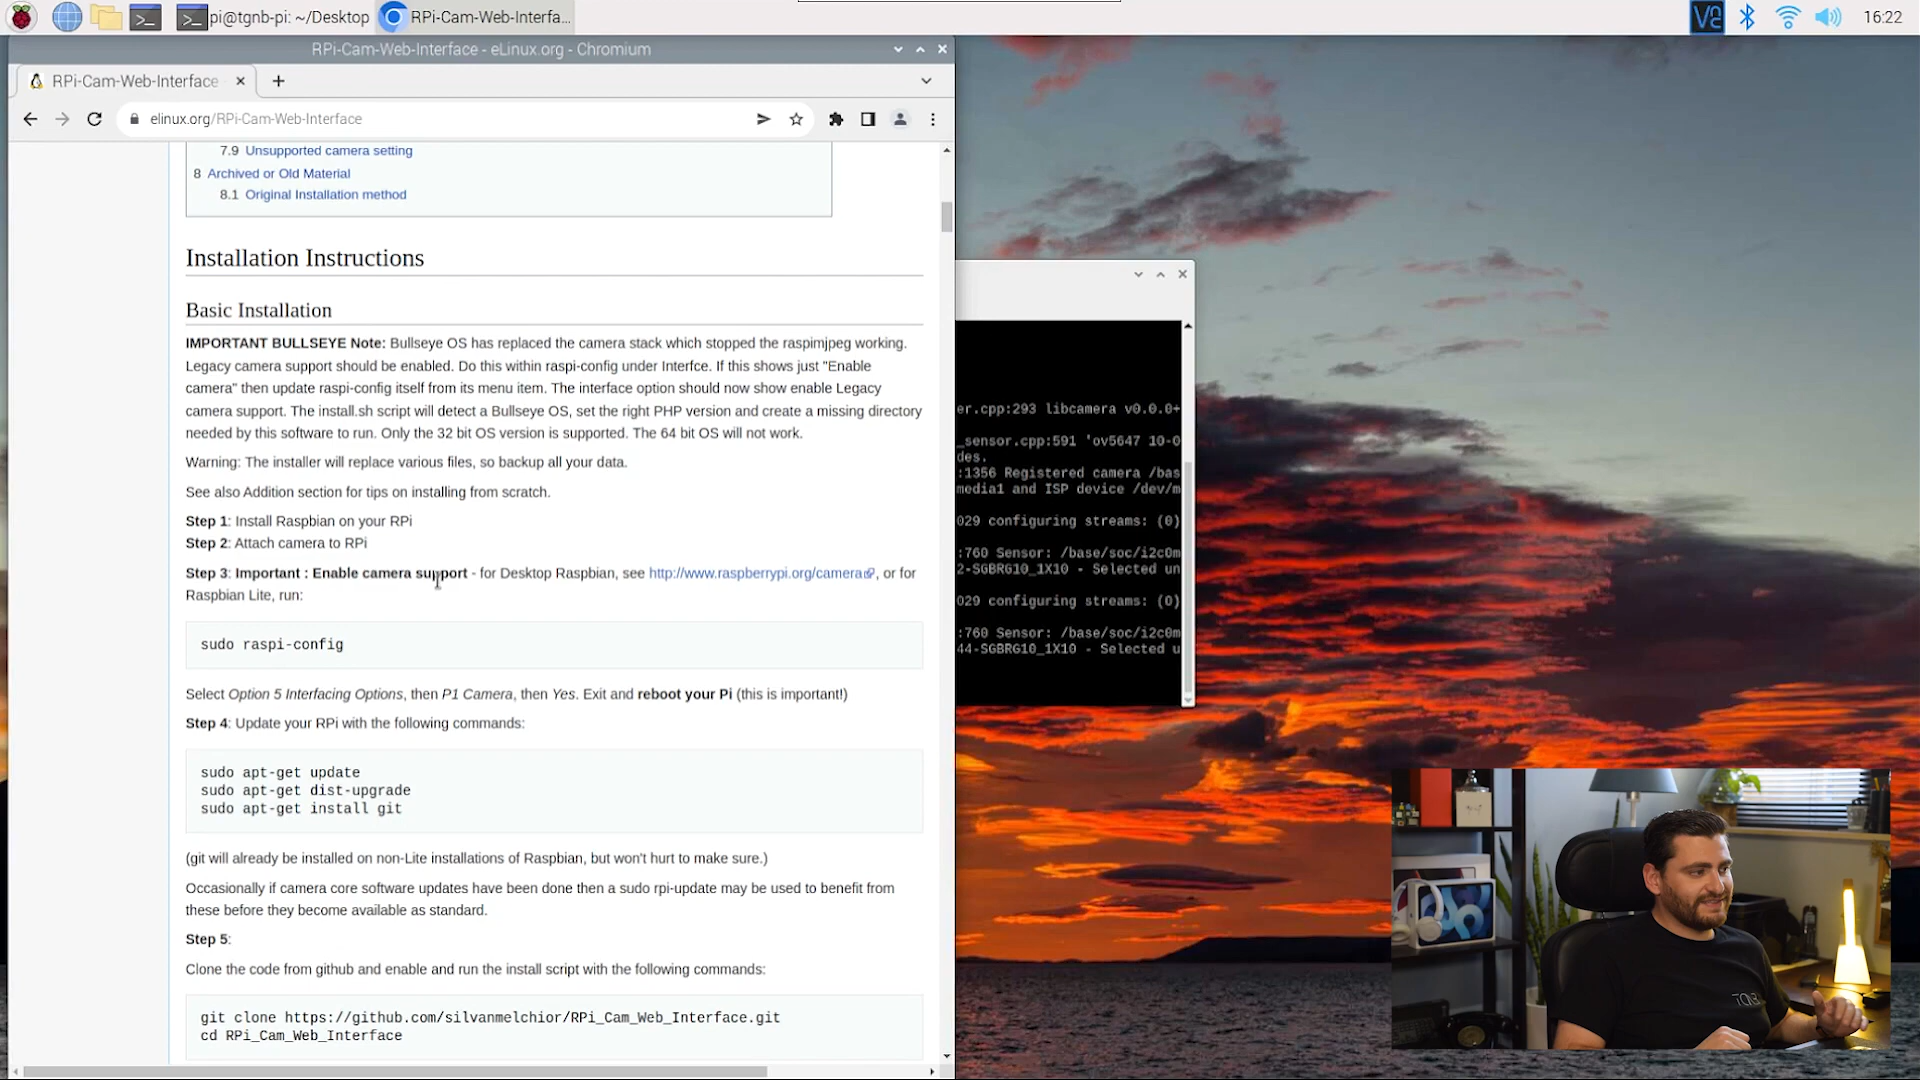 pi@tgnb-pi: ~/Desktop
RPi-Cam-Web-Interfa...
16:22
RPi-Cam-Web-Interface - eLinux.org - Chromium
RPi-Cam-Web-Interface
elinux.org/RPi-Cam-Web-Interface
7.9 Unsupported camera setting
8 Archived or Old Material
8.1 Original Installation method
Installation Instructions
Basic Installation
IMPORTANT BULLSEYE Note: Bullseye OS has replaced the camera stack which stopped the raspimjpeg working.
Legacy camera support should be enabled. Do this within raspi-config under Interfce. If this shows just "Enable
camera" then update raspi-config itself from its menu item. The interface option should now show enable Legacy
camera support. The install.sh script will detect a Bullseye OS, set the right PHP version and create a missing directory
needed by this software to run. Only the 32 bit OS version is supported. The 64 bit OS will not work.
Warning: The installer will replace various files, so backup all your data.
See also Addition section for tips on installing from scratch.
Step 1: Install Raspbian on your RPi
Step 2: Attach camera to RPi
Step 3: Important : Enable camera support - for Desktop Raspbian, see http://www.raspberrypi.org/camera, or for
Raspbian Lite, run:
sudo raspi-config
Select Option 5 Interfacing Options, then P1 Camera, then Yes. Exit and reboot your Pi (this is important!)
Step 4: Update your RPi with the following commands:
sudo apt-get update
sudo apt-get dist-upgrade
sudo apt-get install git
(git will already be installed on non-Lite installations of Raspbian, but won't hurt to make sure.)
Occasionally if camera core software updates have been done then a sudo rpi-update may be used to benefit from
these before they become available as standard.
Step 5:
Clone the code from github and enable and run the install script with the following commands:
git clone https://github.com/silvanmelchior/RPi_Cam_Web_Interface.git
cd RPi_Cam_Web_Interface
er.cpp:293 libcamera v0.0.0+
_sensor.cpp:591 'ov5647 10-0
des.
:1356 Registered camera /bas
media1 and ISP device /dev/m
029 configuring streams: (0)
:760 Sensor: /base/soc/i2c0m
2-SGBRG10_1X10 - Selected un
029 configuring streams: (0)
:760 Sensor: /base/soc/i2c0m
44-SGBRG10_1X10 - Selected u